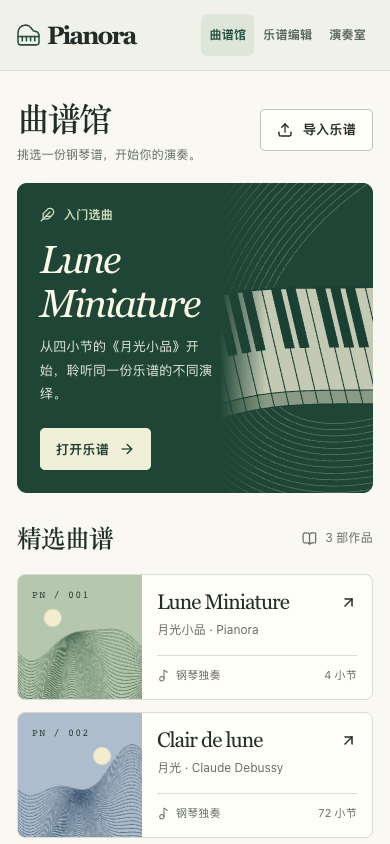 Pianora
曲谱馆
乐谱编辑
演奏室
曲谱馆
挑选一份钢琴谱，开始你的演奏。
导入乐谱
入门选曲
Lune
Miniature
从四小节的《月光小品》开
始，聆听同一份乐谱的不同演
绎。
打开乐谱
精选曲谱
3 部作品
PN / 001
Lune Miniature
月光小品 · Pianora
钢琴独奏
4 小节
PN / 002
Clair de lune
月光 · Claude Debussy
钢琴独奏
72 小节